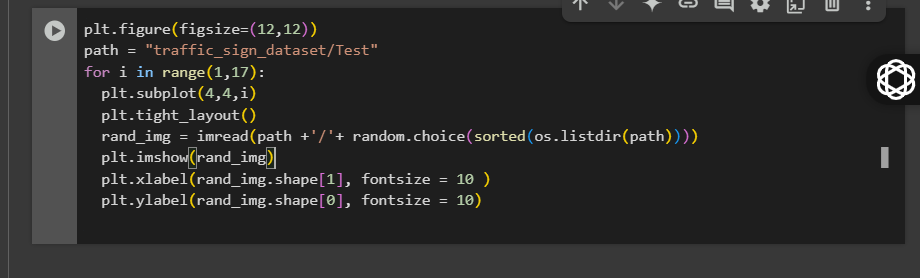 plt.figure(figsize=(12,12))
path = "traffic_sign_dataset/Test"
for i in range(1,17):
  plt.subplot(4,4,i)
  plt.tight_layout()
  rand_img = imread(path +'/'+ random.choice(sorted(os.listdir(path))))
  plt.imshow(rand_img)
  plt.xlabel(rand_img.shape[1], fontsize = 10 )
  plt.ylabel(rand_img.shape[0], fontsize = 10)